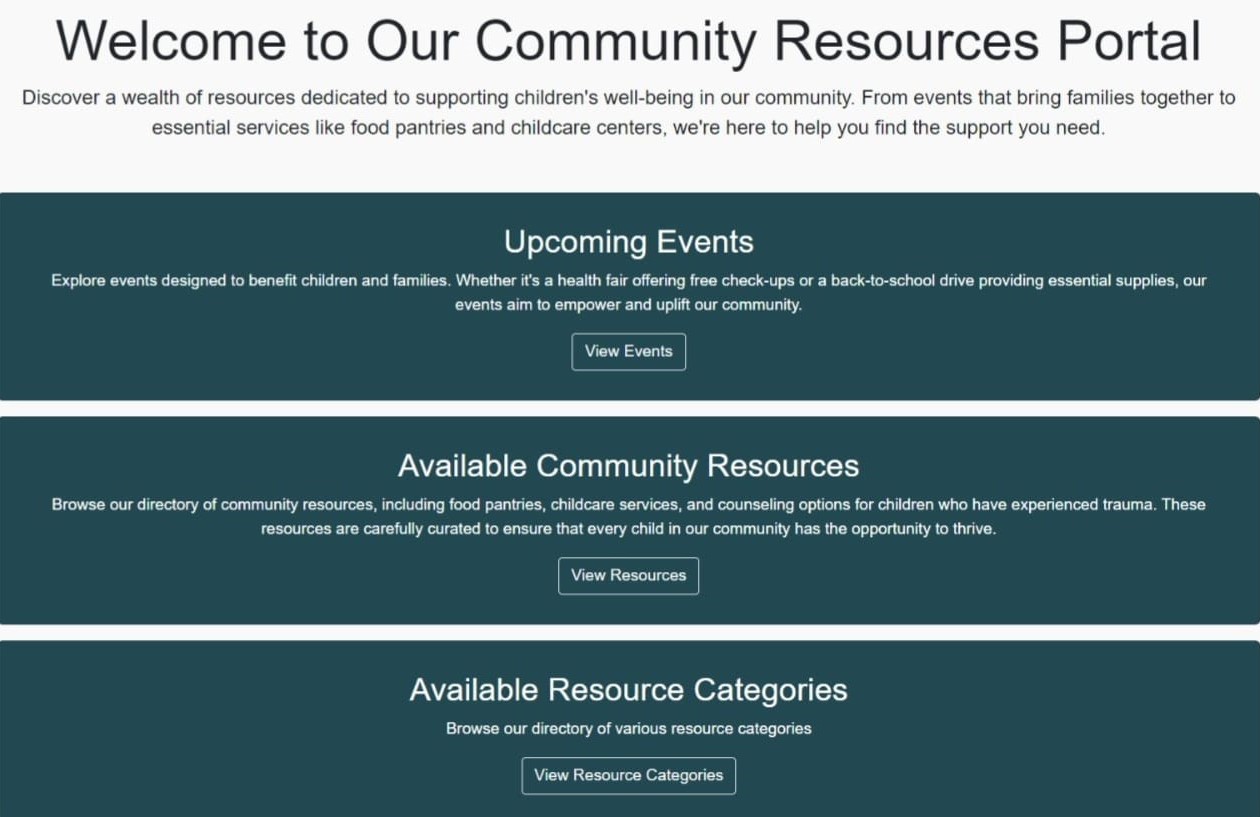 Welcome to Our Community Resources Portal
Discover a wealth of resources dedicated to supporting children's well-being in our community. From events that bring families together to
essential services like food pantries and childcare centers, we're here to help you find the support you need.
Upcoming Events
Explore events designed to benefit children and families. Whether it's a health fair offering free check-ups or a back-to-school drive providing essential supplies, our
events aim to empower and uplift our community.
View Events
Available Community Resources
Browse our directory of community resources, including food pantries, childcare services, and counseling options for children who have experienced trauma. These
resources are carefully curated to ensure that every child in our community has the opportunity to thrive.
View Resources
Available Resource Categories
Browse our directory of various resource categories
View Resource Categories